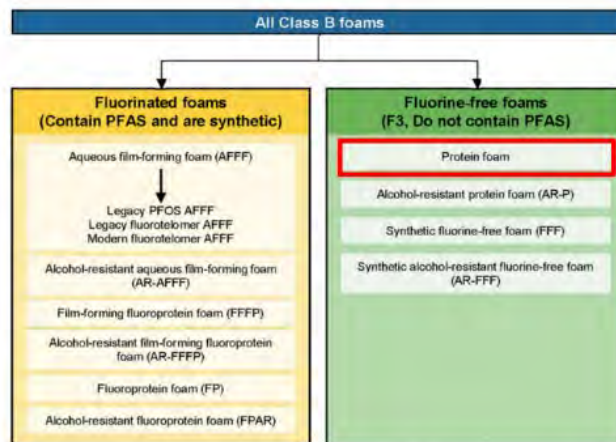 All Class B foams
Fluorinated foams
(Contain PFAS and are synthetic)
Aqueous film-forming foam (AFFF)
Legacy PFOS AFFF
Legacy fluorotelomer AFFF
Modern fluorotelomer AFFF
Alcohol-resistant aqueous film-forming foam
(AR-AFFF)
Film-forming fluoroprotein foam (FFFP)
Alcohol-resistant film-forming fluoroprotein
foam (AR-FFFP)
Fluoroprotein foam (FP)
Alcohol-resistant fluoroprotein foam (FPAR)
Fluorine-free foams
(F3, Do not contain PFAS)
Protein foam
Alcohol-resistant protein foam (AR-P)
Synthetic fluorine-free foam (FFF)
Synthetic alcohol-resistant fluorine-free foam
(AR-FFF)